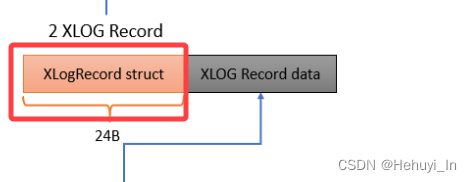 2 XLOG Record
XLogRecord struct
XLOG Record data
24B
CSDN @Hehuyi_In